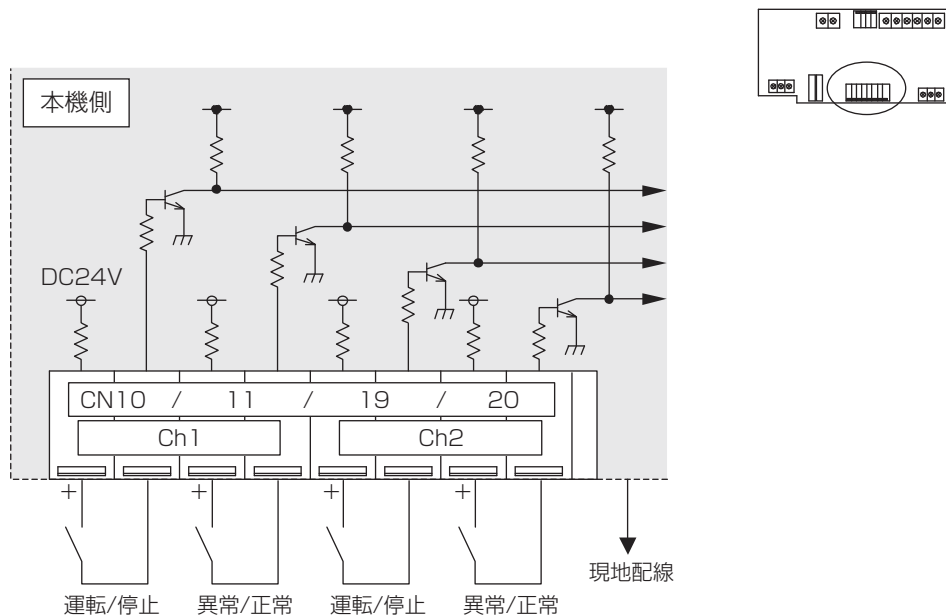 本機側
DC24V
CN10 / 11 / 19 / 20
Ch1 Ch2
+ + + +
現地配線
運転/停止 異常/正常 運転/停止 異常/正常